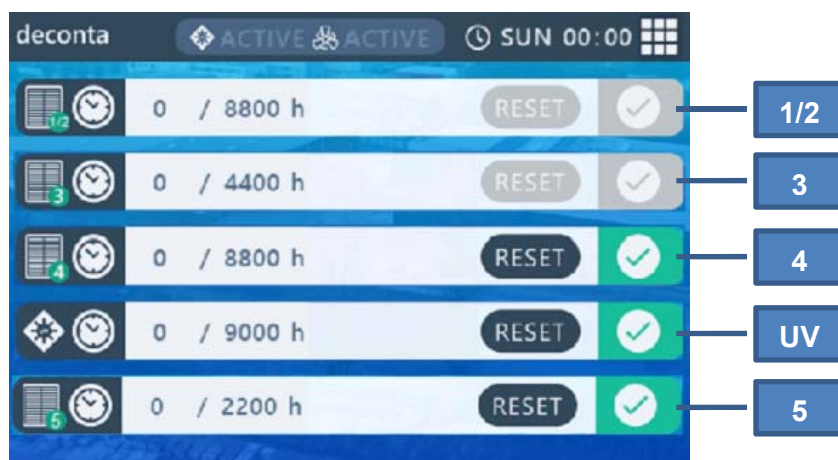 deconta ACTIVE ACTIVE SUN 00:00
1/2 0 / 8800 h RESET 1/2
3 0 / 4400 h RESET 3
4 0 / 8800 h RESET 4
0 / 9000 h RESET UV
5 0 / 2200 h RESET 5